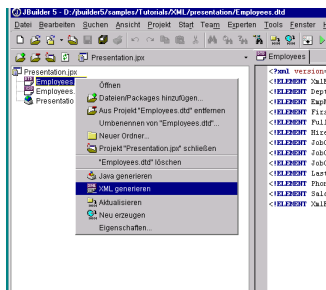 JBuilder 5 - D:/jbuilder5/samples/Tutorials/XML/presentation/Employees.dtd
Datei Bearbeiten Suchen Ansicht Projekt Start Team Experten Tools Fenster
Presentation.jpx
Employees
Presentation.jpx
Employees
Employees.
Presentatio
Öffnen
Dateien/Packages hinzufügen...
Aus Projekt "Employees.dtd" entfernen
Umbenennen von "Employees.dtd"...
Neuer Ordner...
Projekt "Presentation.jpx" schließen
"Employees.dtd" löschen
Java generieren
XML generieren
Aktualisieren
Neu erzeugen
Eigenschaften...
<?xml version
<!ELEMENT XmlE
<!ELEMENT Dept
<!ELEMENT EmpN
<!ELEMENT Firs
<!ELEMENT Full
<!ELEMENT Hire
<!ELEMENT JobC
<!ELEMENT JobG
<!ELEMENT JobC
<!ELEMENT Last
<!ELEMENT Phon
<!ELEMENT Sala
<!ELEMENT XmlE